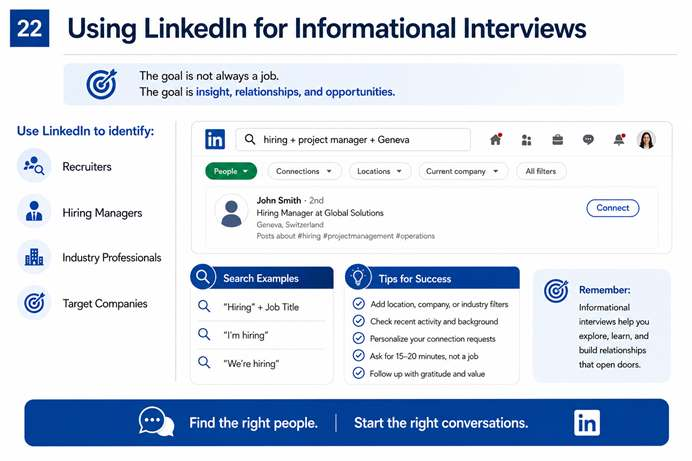 22
Using LinkedIn for Informational Interviews
The goal is not always a job.
The goal is insight, relationships, and opportunities.
Use LinkedIn to identify:
Recruiters
Hiring Managers
Industry Professionals
Target Companies
in
hiring + project manager + Geneva
People
Connections
Locations
Current company
All filters
John Smith · 2nd
Hiring Manager at Global Solutions
Geneva, Switzerland
Posts about #hiring #projectmanagement #operations
Connect
Search Examples
"Hiring" + Job Title
"I'm hiring"
"We're hiring"
Tips for Success
Add location, company, or industry filters
Check recent activity and background
Personalize your connection requests
Ask for 15–20 minutes, not a job
Follow up with gratitude and value
Remember:
Informational
interviews help you
explore, learn, and
build relationships
that open doors.
Find the right people. | Start the right conversations.
in